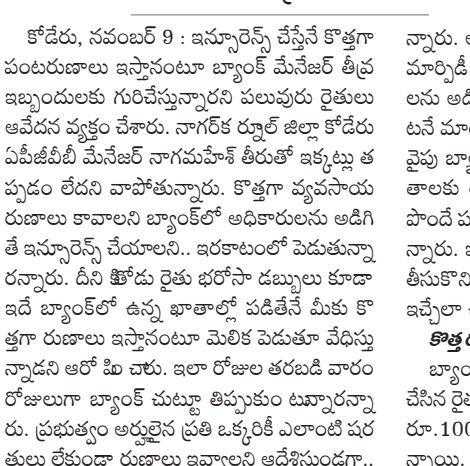 కోడేరు, నవంబర్ 9 : ఇన్సూరెన్స్ చేస్తేనే కొత్తగా
పంటరుణాలు ఇస్తానంటూ బ్యాంక్ మేనేజర్ తీవ్ర
ఇబ్బందులకు గురిచేస్తున్నారని పలువురు రైతులు
ఆవేదన వ్యక్తం చేశారు. నాగర్‌క ర్నూల్ జిల్లా కోడేరు
ఏపీజీవీబీ మేనేజర్ నాగమహేశ్ తీరుతో ఇక్కట్లు త
ప్పడం లేదని వాపోతున్నారు. కొత్తగా వ్యవసాయ
రుణాలు కావాలని బ్యాంక్‌లో అధికారులను అడిగి
తే ఇన్సూరెన్స్ చేయాలని.. ఇరకాటంలో పెడుతున్నా
రన్నారు. దీని రైతు భరోసా డబ్బులు కూడా
ఇదే బ్యాంక్‌లో ఉన్న ఖాతాల్లో పడితేనే మీకు కొ
త్తగా రుణాలు ఇస్తానంటూ మెలిక పెడుతూ వేధిస్తు
న్నాడని ఆరో ఇలా రోజుల తరబడి వారం
రోజులుగా బ్యాంక్ చుట్టూ తిప్పుకుం
రు. ప్రభుత్వం అర్హులైన ప్రతి ఒక్కరికీ ఎలాంటి షర
తులు లేకుండా రుణాలు ఇవ్వాలని ఆదేశిస్తుండగా..
న్నారు.
మార్పిడీ
లను
టనే
వైపు
తాలకు
పొందే
న్నారు.
తీసుకొని
ఇచ్చేలా
కొత్త
చేసిన
రూ.100
న్నాయి.